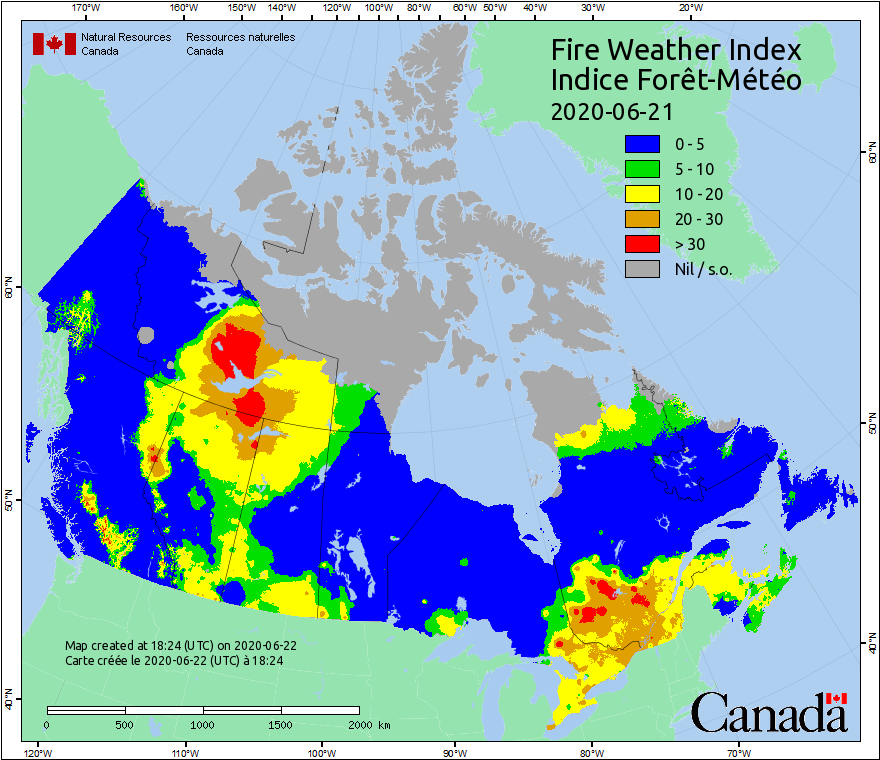 170°W 160°W 150°W 140°W 120°W 100°W 80°W 60°W 50°W 40°W 30°W 20°W
Natural Resources Ressources naturelles
Canada Canada
Fire Weather Index
Indice Forêt-Météo
2020-06-21
0 - 5
5 - 10
10 - 20
20 - 30
> 30
Nil / s.o.
60°N
60°N
50°N
50°N
40°N
40°N
Map created at 18:24 (UTC) on 2020-06-22
Carte créée le 2020-06-22 (UTC) à 18:24
0 500 1000 1500 2000 km
Canada
120°W 110°W 100°W 90°W 80°W 70°W